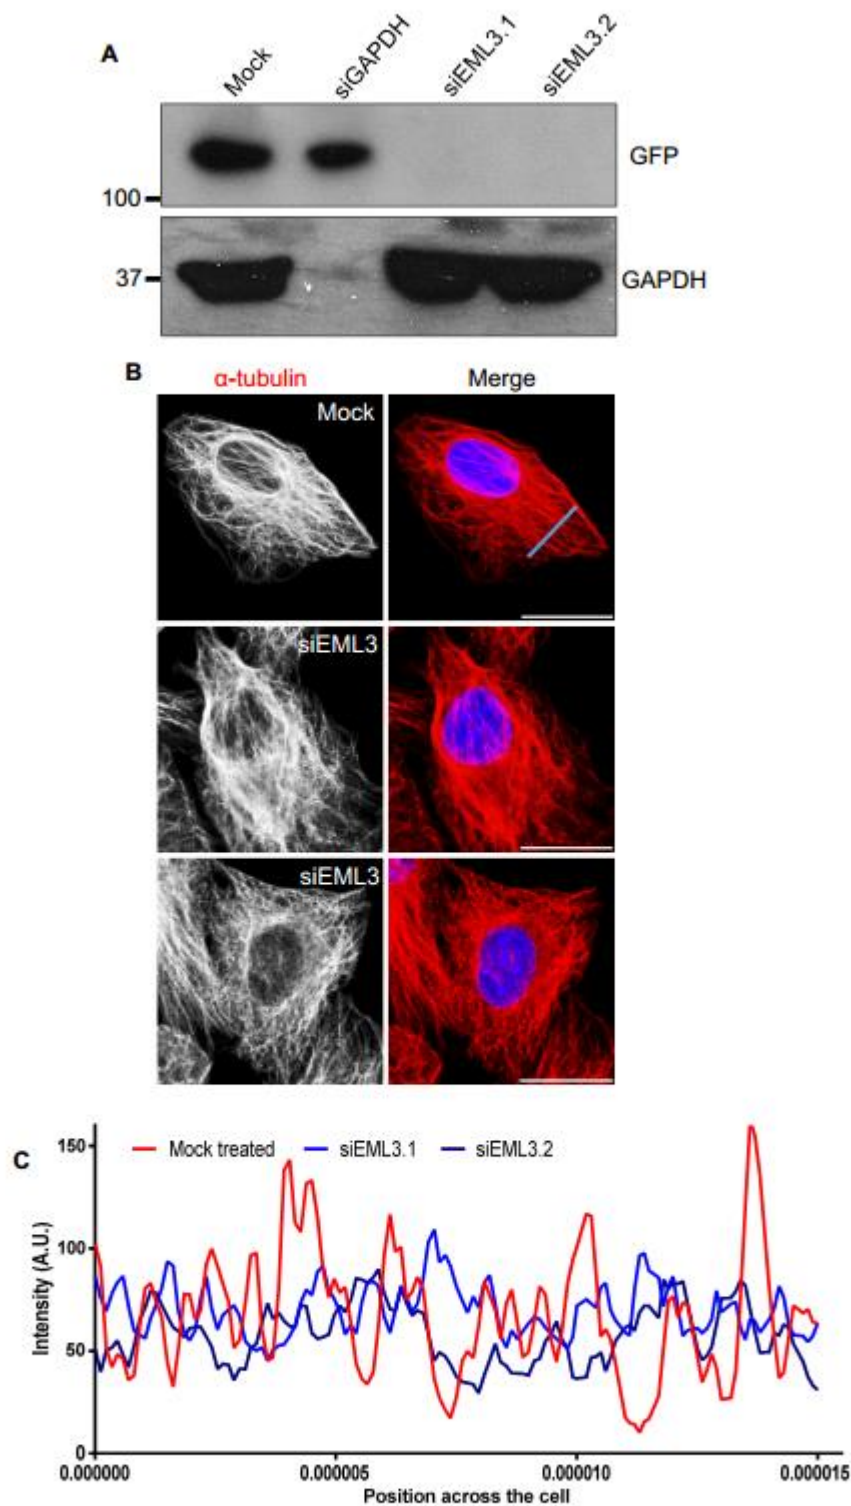 A
Mock siGAPDH siEML3.1 siEML3.2
GFP
100
37
GAPDH
B
α-tubulin Merge
Mock
siEML3
siEML3
C
Mock treated siEML3.1 siEML3.2
Intensity (A.U.)
150
100
50
0
0.000000 0.000005 0.000010 0.000015
Position across the cell